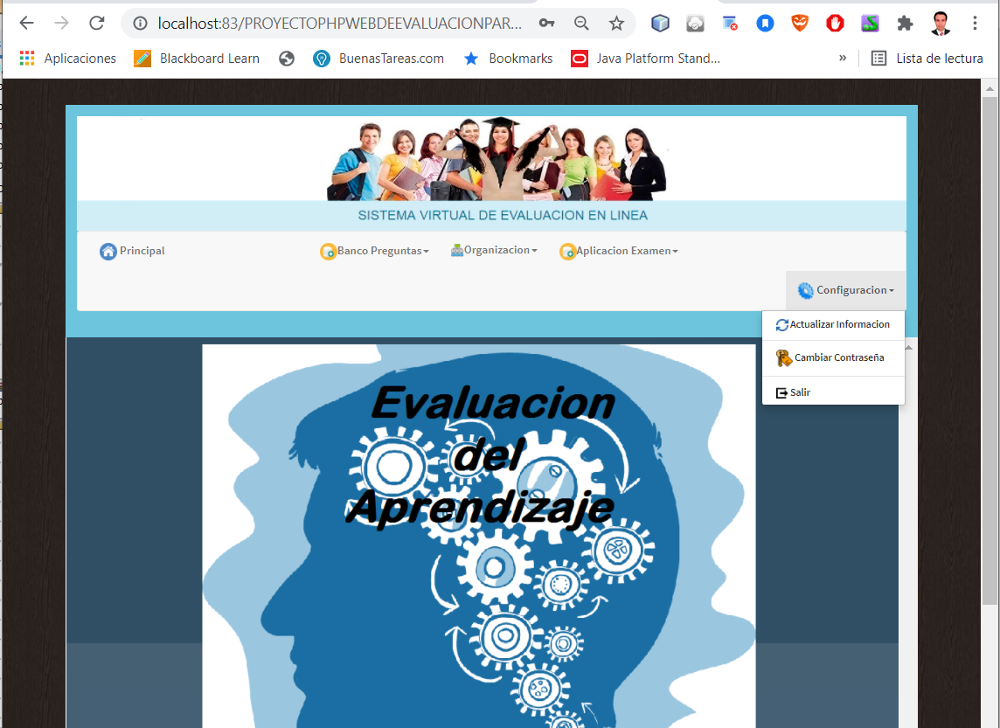 localhost:83/PROYECTOPHPWEBDEEVALUACIONPAR...
Aplicaciones
Blackboard Learn
BuenasTareas.com
Bookmarks
Java Platform Stand...
»
Lista de lectura
SISTEMA VIRTUAL DE EVALUACION EN LINEA
Principal
Banco Preguntas
Organizacion
Aplicacion Examen
Configuracion
Actualizar Informacion
Cambiar Contraseña
Salir
Evaluacion
del
Aprendizaje